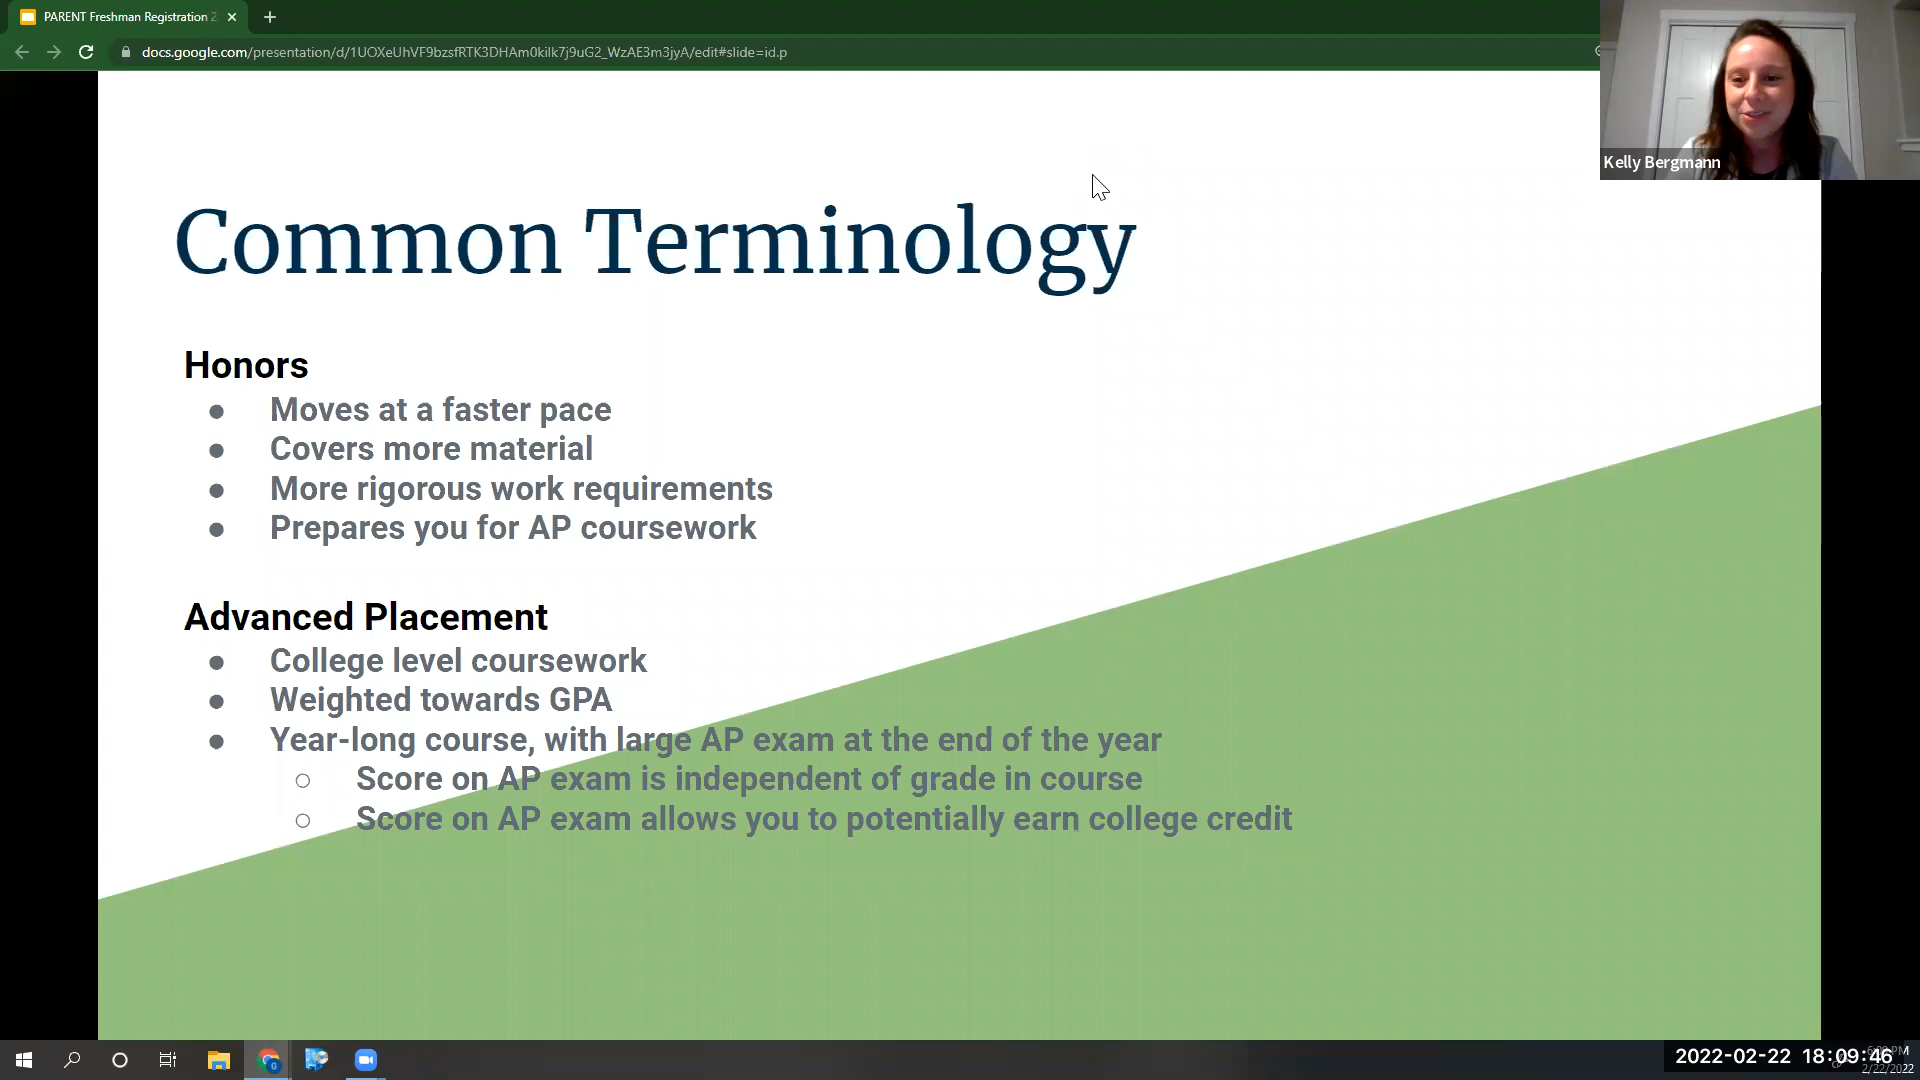 PARENT Freshman Registration 2
docs.google.com/presentation/d/1UOXeUhVF9bzsfRTK3DHAm0kilk7j9uG2_WzAE3m3jyA/edit#slide=id.p
Kelly Bergmann
Common Terminology
Honors
● Moves at a faster pace
● Covers more material
● More rigorous work requirements
● Prepares you for AP coursework
Advanced Placement
● College level coursework
● Weighted towards GPA
● Year-long course, with large AP exam at the end of the year
○ Score on AP exam is independent of grade in course
○ Score on AP exam allows you to potentially earn college credit
2022-02-22 18:09:46
2/22/2022